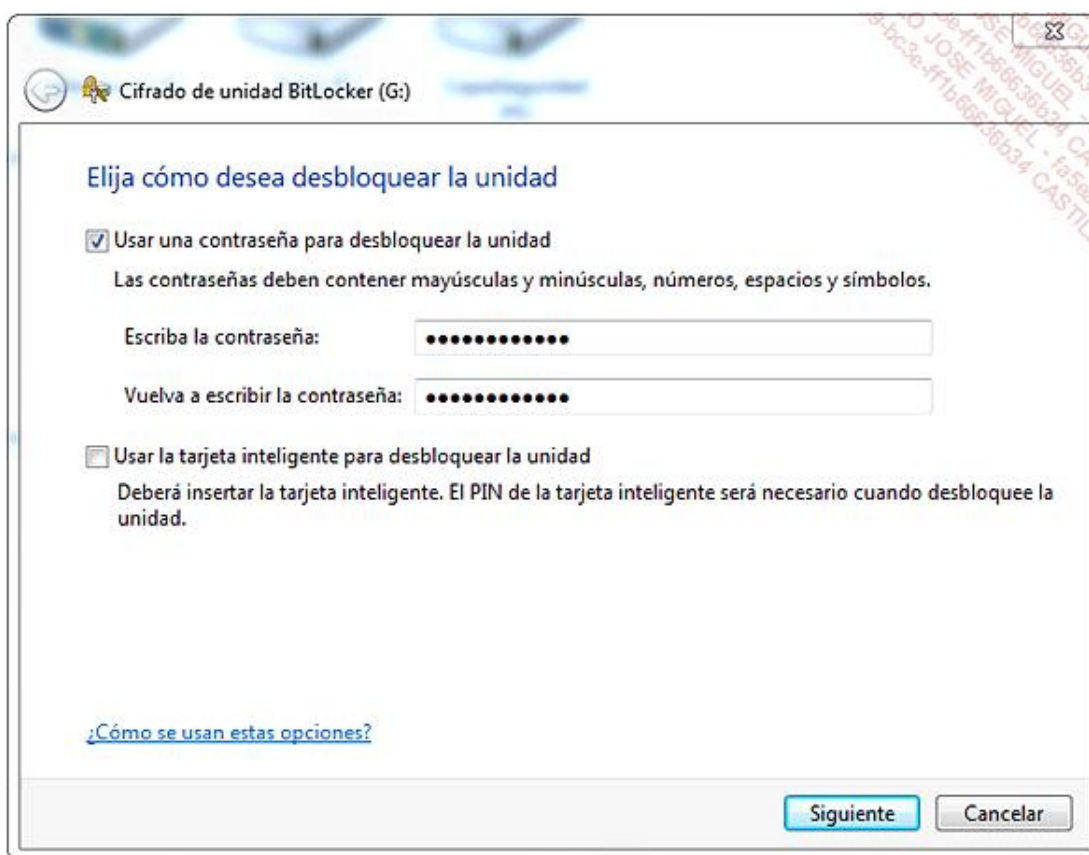 Cifrado de unidad BitLocker (G:)
Elija cómo desea desbloquear la unidad
Usar una contraseña para desbloquear la unidad
Las contraseñas deben contener mayúsculas y minúsculas, números, espacios y símbolos.
Escriba la contraseña: ••••••••••••
Vuelva a escribir la contraseña: ••••••••••••
Usar la tarjeta inteligente para desbloquear la unidad
Deberá insertar la tarjeta inteligente. El PIN de la tarjeta inteligente será necesario cuando desbloquee la
unidad.
¿Cómo se usan estas opciones?
Siguiente Cancelar